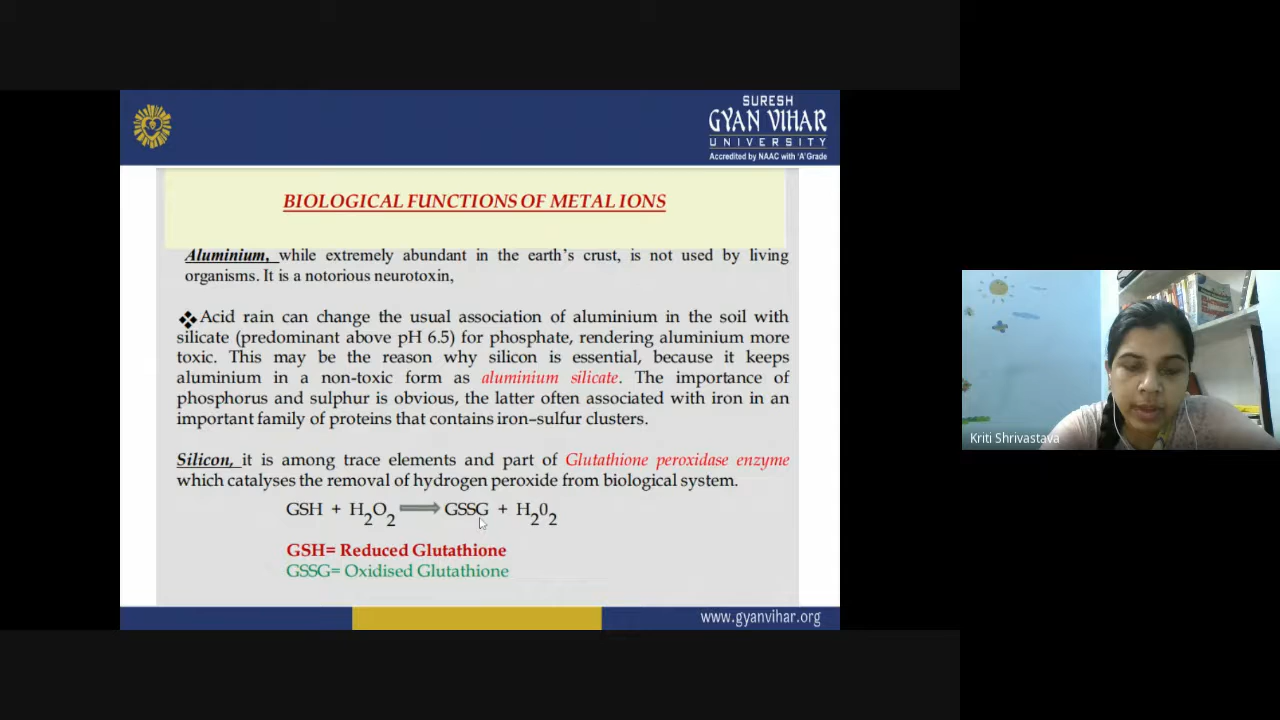 SURESH
GYAN VIHAR
UNIVERSITY
Accredited by NAAC with 'A' Grade
BIOLOGICAL FUNCTIONS OF METAL IONS
Aluminium, while extremely abundant in the earth's crust, is not used by living
organisms. It is a notorious neurotoxin,
❖Acid rain can change the usual association of aluminium in the soil with
silicate (predominant above pH 6.5) for phosphate, rendering aluminium more
toxic. This may be the reason why silicon is essential, because it keeps
aluminium in a non-toxic form as aluminium silicate. The importance of
phosphorus and sulphur is obvious, the latter often associated with iron in an
important family of proteins that contains iron–sulfur clusters.
Silicon, it is among trace elements and part of Glutathione peroxidase enzyme
which catalyses the removal of hydrogen peroxide from biological system.
GSH + H2O2 ⟹ GSSG + H202
GSH= Reduced Glutathione
GSSG= Oxidised Glutathione
www.gyanvihar.org
Kriti Shrivastava